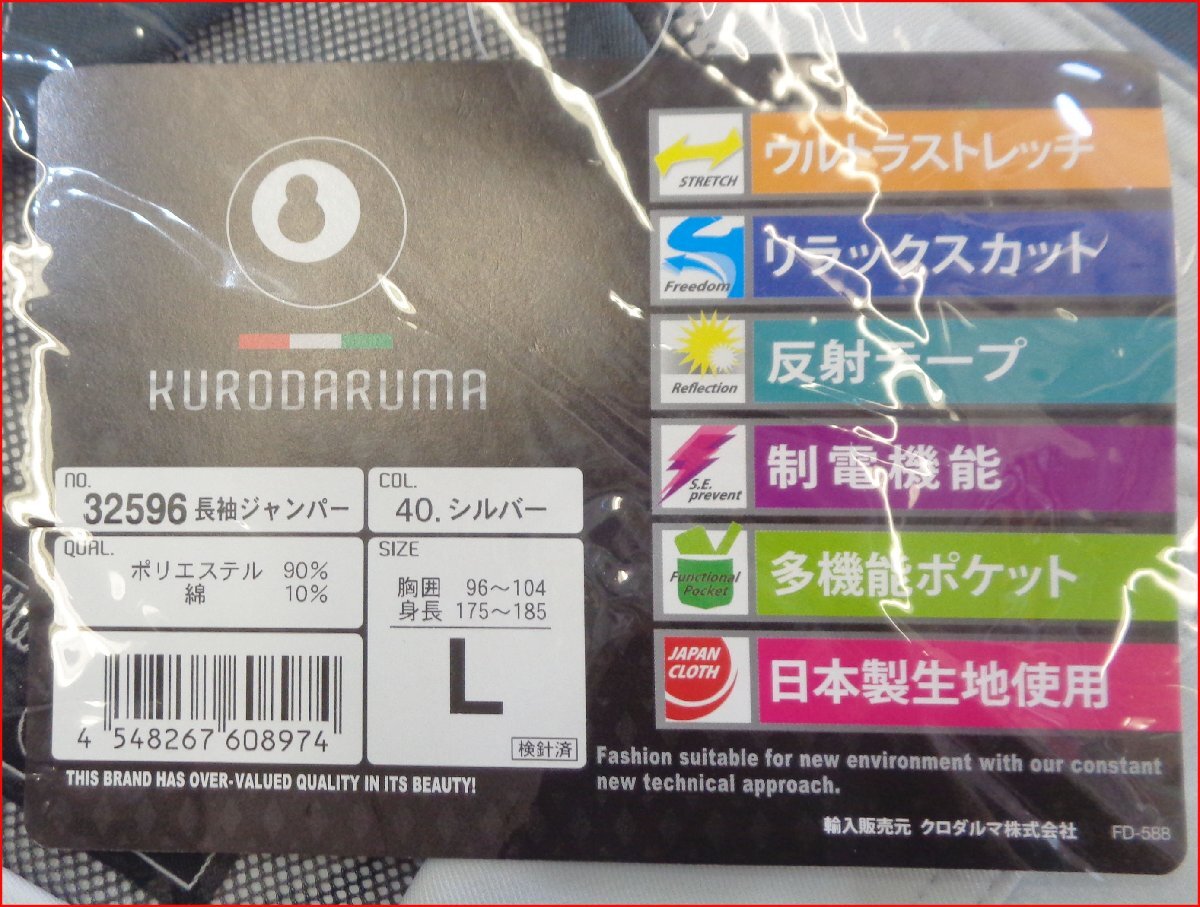 KURODARUMA
NO.
32596 長袖ジャンパー
COL.
40. シルバー
QUAL.
ポリエステル 90%
綿 10%
SIZE
胸囲 96～104
身長 175～185
L
検針済
4 548267 608974
THIS BRAND HAS OVER-VALUED QUALITY IN ITS BEAUTY!
STRETCH
ウルトラストレッチ
Freedom
リラックスカット
Reflection
反射テープ
S.E.
prevent
制電機能
Functional
Pocket
多機能ポケット
JAPAN
CLOTH
日本製生地使用
Fashion suitable for new environment with our constant
new technical approach.
輸入販売元 クロダルマ株式会社 FD-588